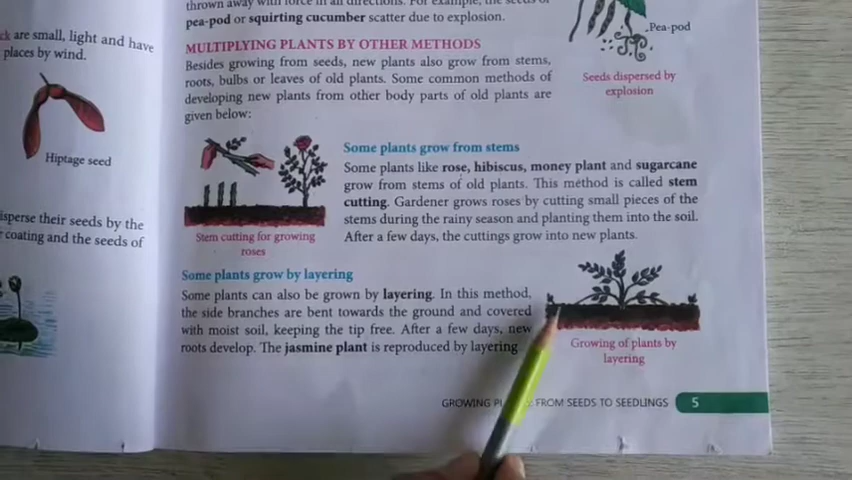 ck are small, light and have
places by wind.
Hiptage seed
isperse their seeds by the
coating and the seeds of
thrown away with force in all directions. For example, the seeds of
pea-pod or squirting cucumber scatter due to explosion.
Pea-pod
Seeds dispersed by
explosion
MULTIPLYING PLANTS BY OTHER METHODS
Besides growing from seeds, new plants also grow from stems,
roots, bulbs or leaves of old plants. Some common methods of
developing new plants from other body parts of old plants are
given below:
Some plants grow from stems
Some plants like rose, hibiscus, money plant and sugarcane
grow from stems of old plants. This method is called stem
cutting. Gardener grows roses by cutting small pieces of the
stems during the rainy season and planting them into the soil.
After a few days, the cuttings grow into new plants.
Stem cutting for growing
roses
Some plants grow by layering
Some plants can also be grown by layering. In this method,
the side branches are bent towards the ground and covered
with moist soil, keeping the tip free. After a few days, new
roots develop. The jasmine plant is reproduced by layering
Growing of plants by
layering
GROWING FROM SEEDS TO SEEDLINGS 5